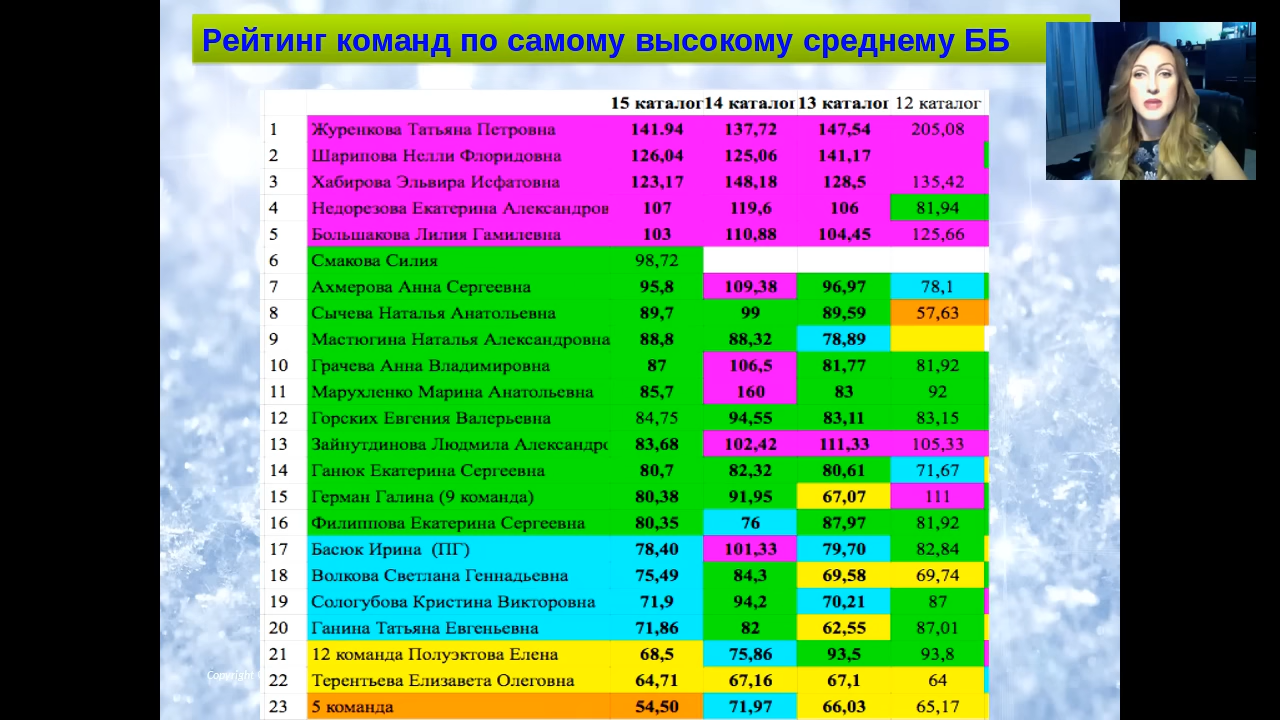 Рейтинг команд по самому высокому среднему ББ
15 каталог 14 каталог 13 каталог 12 каталог
1 Журенкова Татьяна Петровна 141.94 137,72 147,54 205,08
2 Шарипова Нелли Флоридовна 126,04 125,06 141,17
3 Хабирова Эльвира Исфатовна 123,17 148,18 128,5 135,42
4 Недорезова Екатерина Александров 107 119,6 106 81,94
5 Большакова Лилия Гамилевна 103 110,88 104,45 125,66
6 Смакова Силия 98,72
7 Ахмерова Анна Сергеевна 95,8 109,38 96,97 78,1
8 Сычева Наталья Анатольевна 89,7 99 89,59 57,63
9 Мастюгина Наталья Александровна 88,8 88,32 78,89
10 Грачева Анна Владимировна 87 106,5 81,77 81,92
11 Марухленко Марина Анатольевна 85,7 160 83 92
12 Горских Евгения Валерьевна 84,75 94,55 83,11 83,15
13 Зайнутдинова Людмила Александро 83,68 102,42 111,33 105,33
14 Ганюк Екатерина Сергеевна 80,7 82,32 80,61 71,67
15 Герман Галина (9 команда) 80,38 91,95 67,07 111
16 Филиппова Екатерина Сергеевна 80,35 76 87,97 81,92
17 Басюк Ирина (ПГ) 78,40 101,33 79,70 82,84
18 Волкова Светлана Геннадьевна 75,49 84,3 69,58 69,74
19 Сологубова Кристина Викторовна 71,9 94,2 70,21 87
20 Ганина Татьяна Евгеньевна 71,86 82 62,55 87,01
21 12 команда Полуэктова Елена 68,5 75,86 93,5 93,8
22 Терентьева Елизавета Олеговна 64,71 67,16 67,1 64
23 5 команда 54,50 71,97 66,03 65,17
Copyright